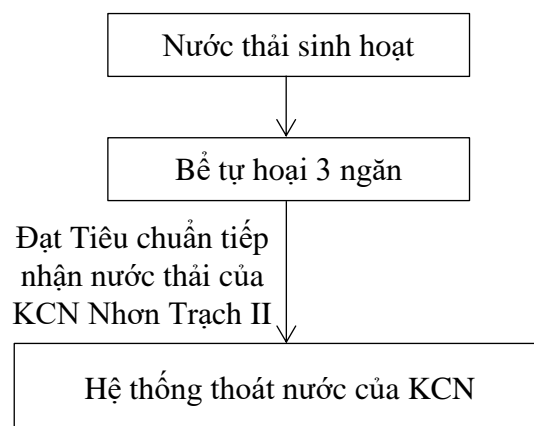 Nước thải sinh hoạt
Bể tự hoại 3 ngăn
Đạt Tiêu chuẩn tiếp
nhận nước thải của
KCN Nhơn Trạch II
Hệ thống thoát nước của KCN